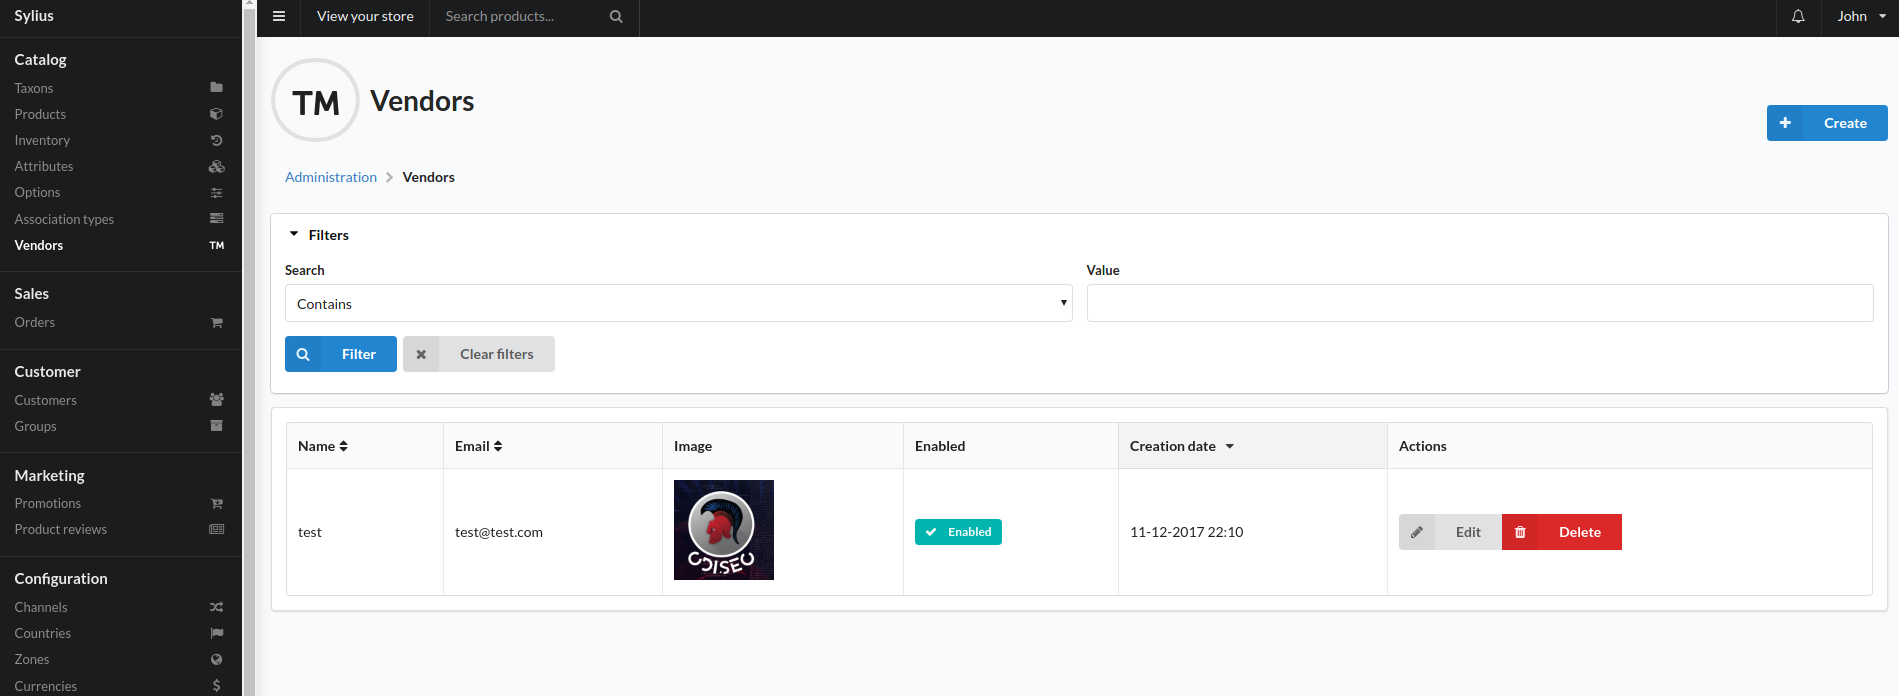 Sylius
Catalog
Taxons
Products
Inventory
Attributes
Options
Association types
Vendors TM
Sales
Orders
Customer
Customers
Groups
Marketing
Promotions
Product reviews
Configuration
Channels
Countries
Zones
Currencies $
View your store Search products... John
TM Vendors
+ Create
Administration > Vendors
Filters
Search Value
Contains
Filter Clear filters
Name Email Image Enabled Creation date Actions
test test@test.com Enabled 11-12-2017 22:10 Edit Delete